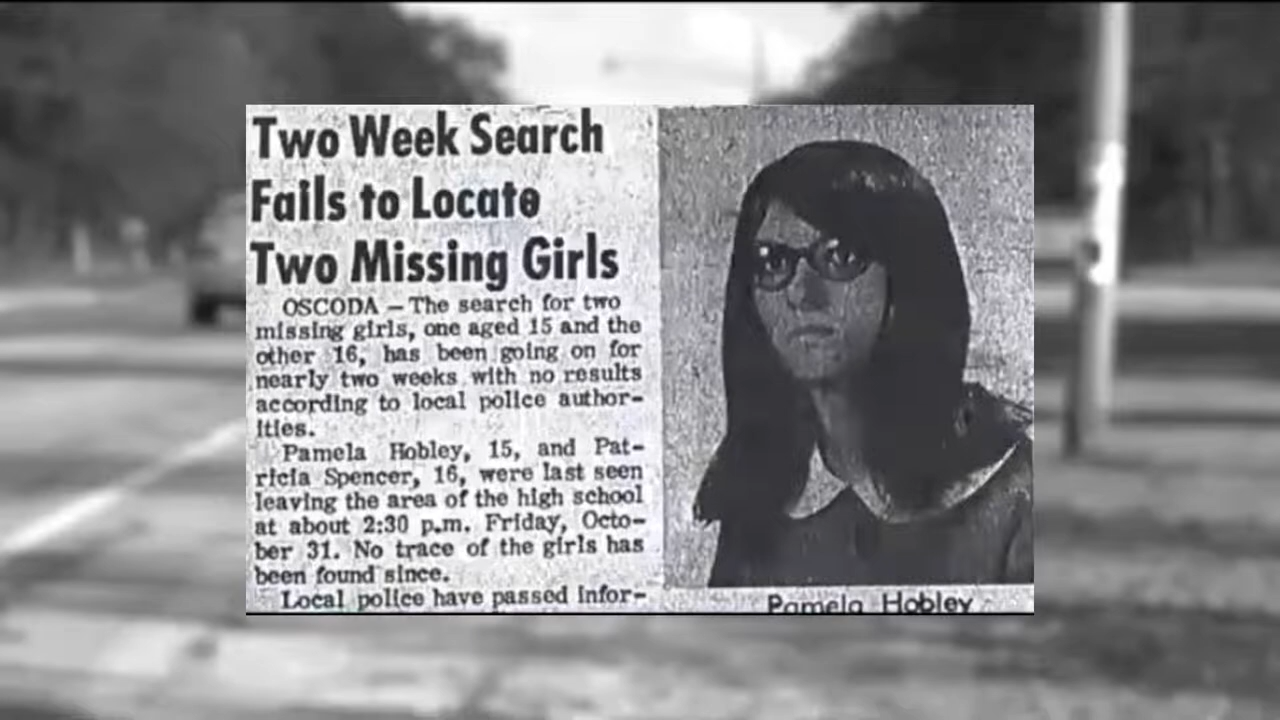 Two Week Search
Fails to Locate
Two Missing Girls
OSCODA — The search for two
missing girls, one aged 15 and the
other 16, has been going on for
nearly two weeks with no results
according to local police author-
ities.
Pamela Hobley, 15, and Pat-
ricia Spencer, 16, were last seen
leaving the area of the high school
at about 2:30 p.m. Friday, Octo-
ber 31. No trace of the girls has
been found since.
Local police have passed infor-
Pamela Hobley